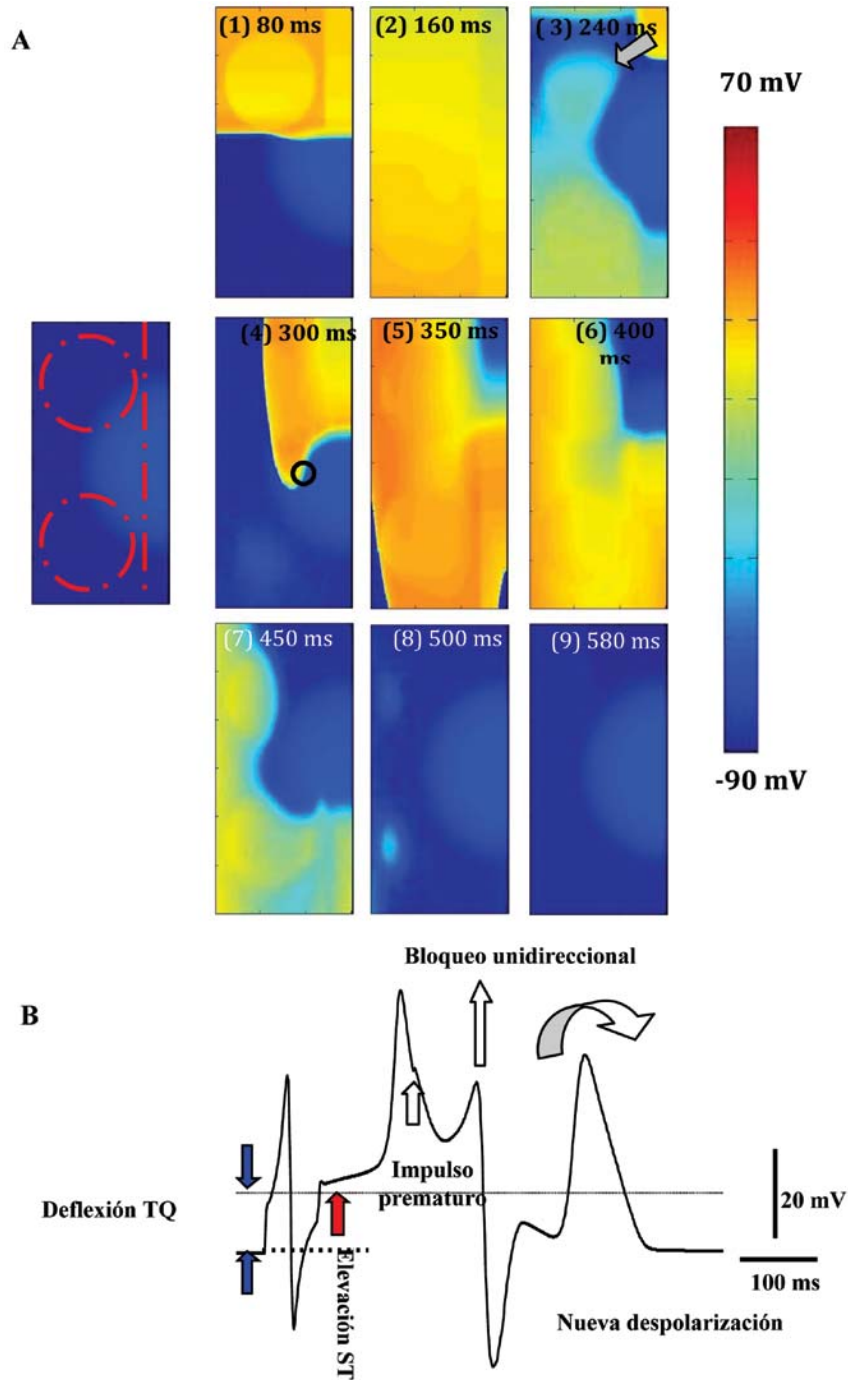 A
(1) 80 ms
(2) 160 ms
(3) 240 ms
70 mV
(4) 300 ms
(5) 350 ms
(6) 400 ms
(7) 450 ms
(8) 500 ms
(9) 580 ms
-90 mV
B
Bloqueo unidireccional
Impulso
prematuro
Deflexión TQ
Elevación ST
20 mV
100 ms
Nueva despolarización